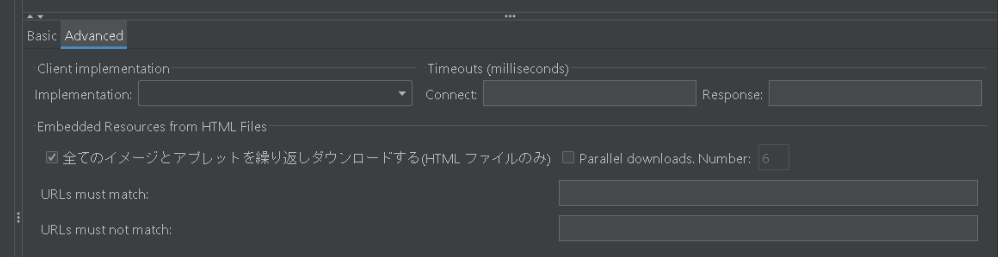 Basic Advanced
Client implementation Timeouts (milliseconds)
Implementation: Connect: Response:
Embedded Resources from HTML Files
全てのイメージとアプレットを繰り返しダウンロードする(HTML ファイルのみ) Parallel downloads. Number: 6
URLs must match:
URLs must not match: